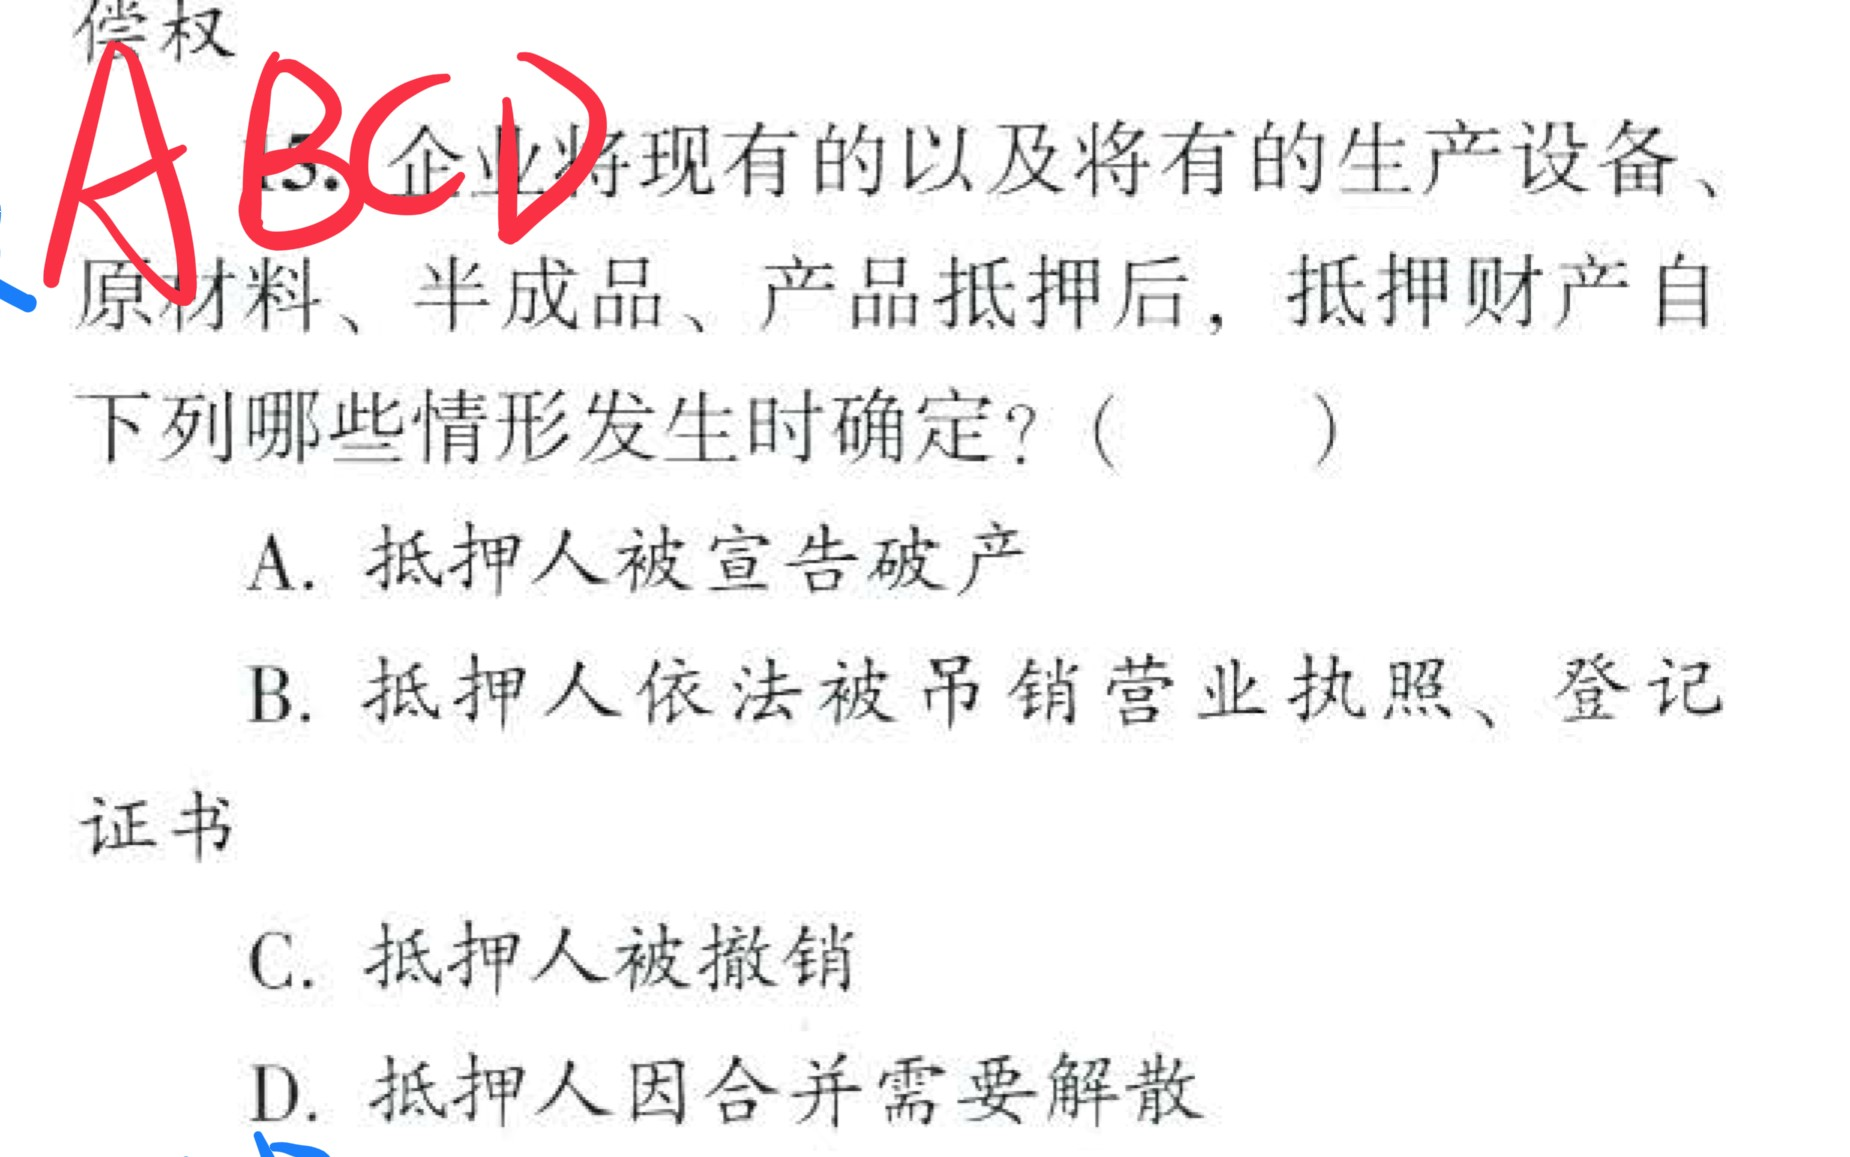 偿权
ABCD
15. 企业将现有的以及将有的生产设备、
原材料、半成品、产品抵押后，抵押财产自
下列哪些情形发生时确定?（　　）
A. 抵押人被宣告破产
B. 抵押人依法被吊销营业执照、登记
证书
C. 抵押人被撤销
D. 抵押人因合并需要解散